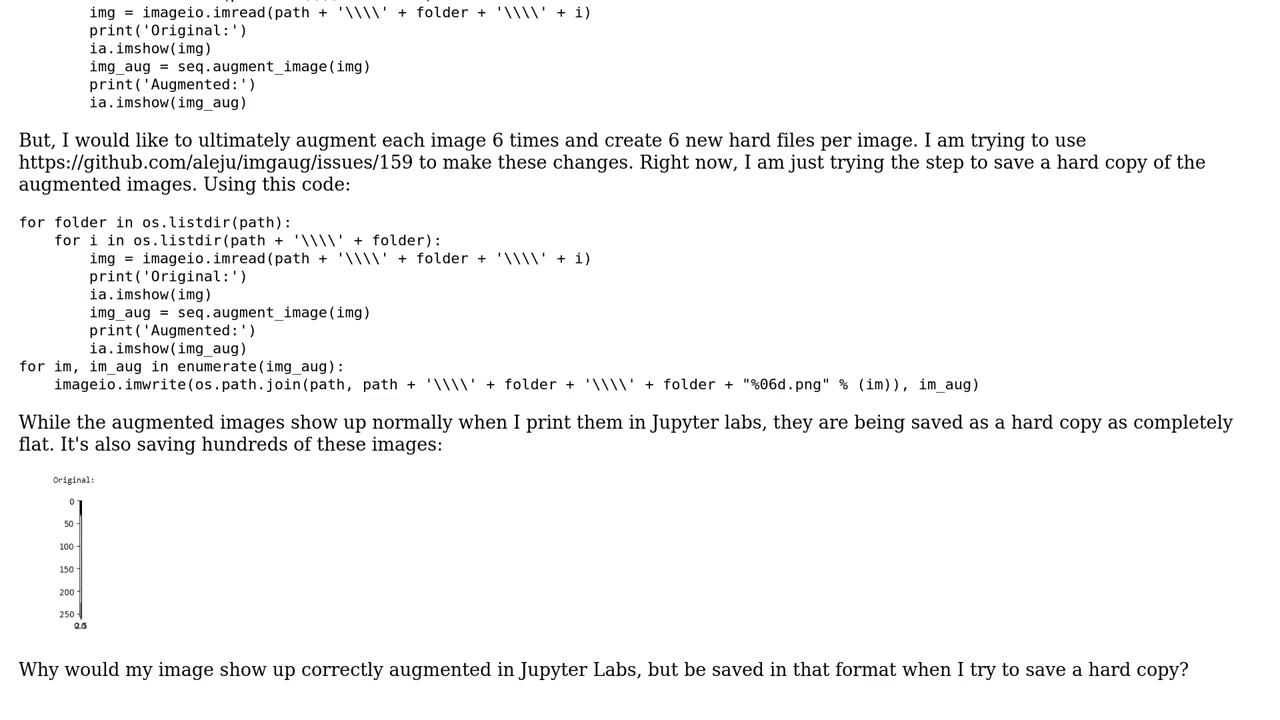 img = imageio.imread(path + '\\\\' + folder + '\\\\' + i)
        print('Original:')
        ia.imshow(img)
        img_aug = seq.augment_image(img)
        print('Augmented:')
        ia.imshow(img_aug)
But, I would like to ultimately augment each image 6 times and create 6 new hard files per image. I am trying to use
https://github.com/aleju/imgaug/issues/159 to make these changes. Right now, I am just trying the step to save a hard copy of the
augmented images. Using this code:
for folder in os.listdir(path):
    for i in os.listdir(path + '\\\\' + folder):
        img = imageio.imread(path + '\\\\' + folder + '\\\\' + i)
        print('Original:')
        ia.imshow(img)
        img_aug = seq.augment_image(img)
        print('Augmented:')
        ia.imshow(img_aug)
for im, im_aug in enumerate(img_aug):
    imageio.imwrite(os.path.join(path, path + '\\\\' + folder + '\\\\' + folder + "%06d.png" % (im)), im_aug)
While the augmented images show up normally when I print them in Jupyter labs, they are being saved as a hard copy as completely
flat. It's also saving hundreds of these images:
Original:
0
50
100
150
200
250
Why would my image show up correctly augmented in Jupyter Labs, but be saved in that format when I try to save a hard copy?